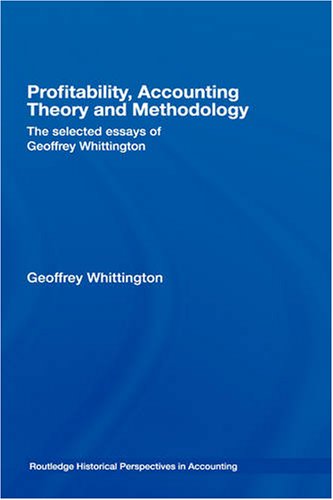 Profitability, Accounting
Theory and Methodology
The selected essays of
Geoffrey Whittington
Geoffrey Whittington
Routledge Historical Perspectives in Accounting